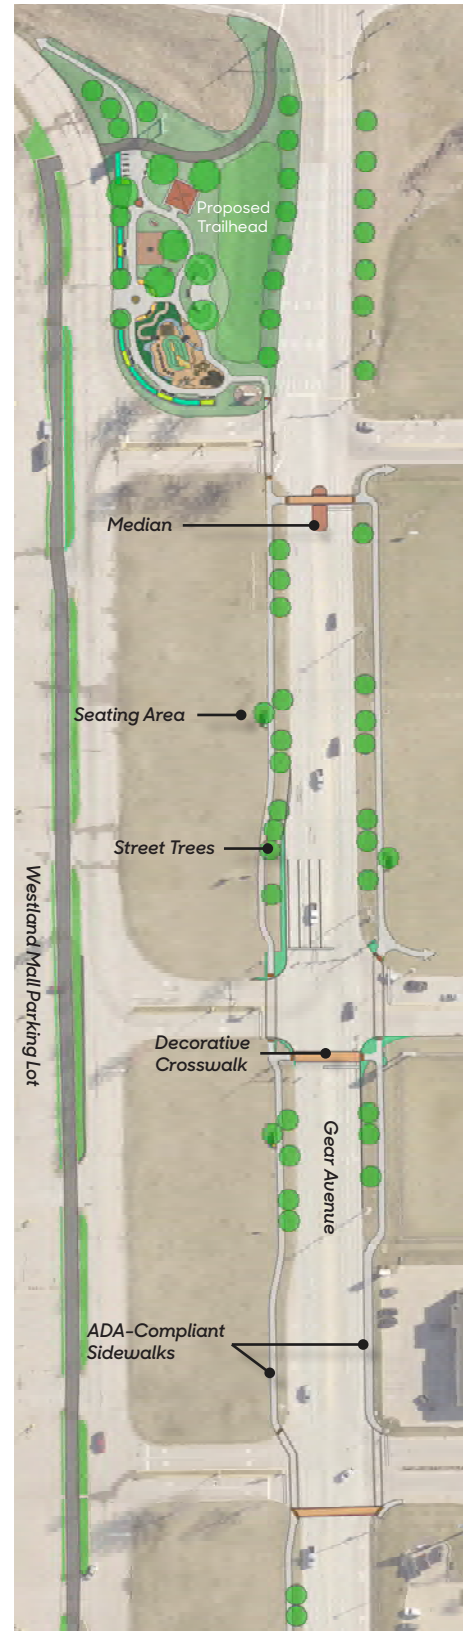 Proposed
Trailhead
Median
Seating Area
Street Trees
Westland Mall Parking Lot
Decorative
Crosswalk
Gear Avenue
ADA-Compliant
Sidewalks